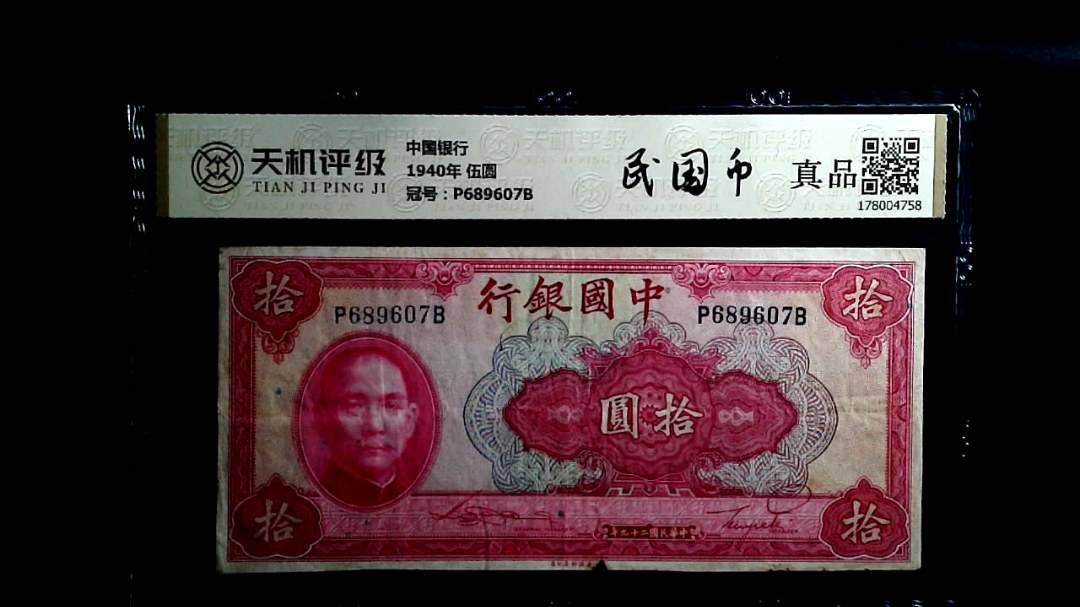 天机评级
TIAN JI PING JI
中国银行
1940年 伍圆
冠号：P689607B
民国币
真品
178004758
拾
拾
行銀國中
P689607B
P689607B
圓拾
拾
拾
年九十二國民華中